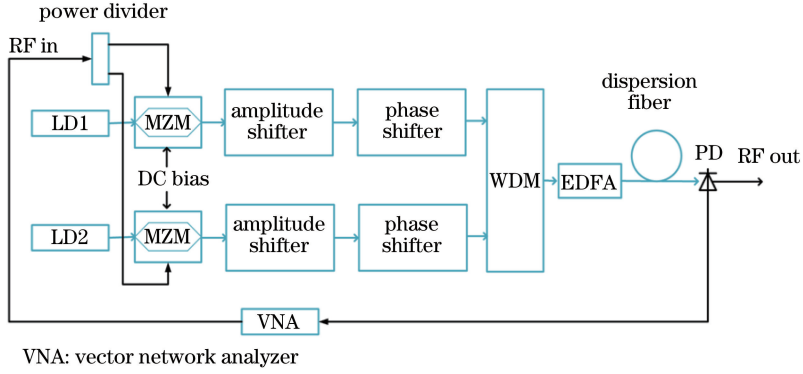 power divider
RF in
LD1
MZM
amplitude
shifter
phase
shifter
DC bias
LD2
MZM
amplitude
shifter
phase
shifter
WDM
EDFA
dispersion
fiber
PD
RF out
VNA
VNA: vector network analyzer